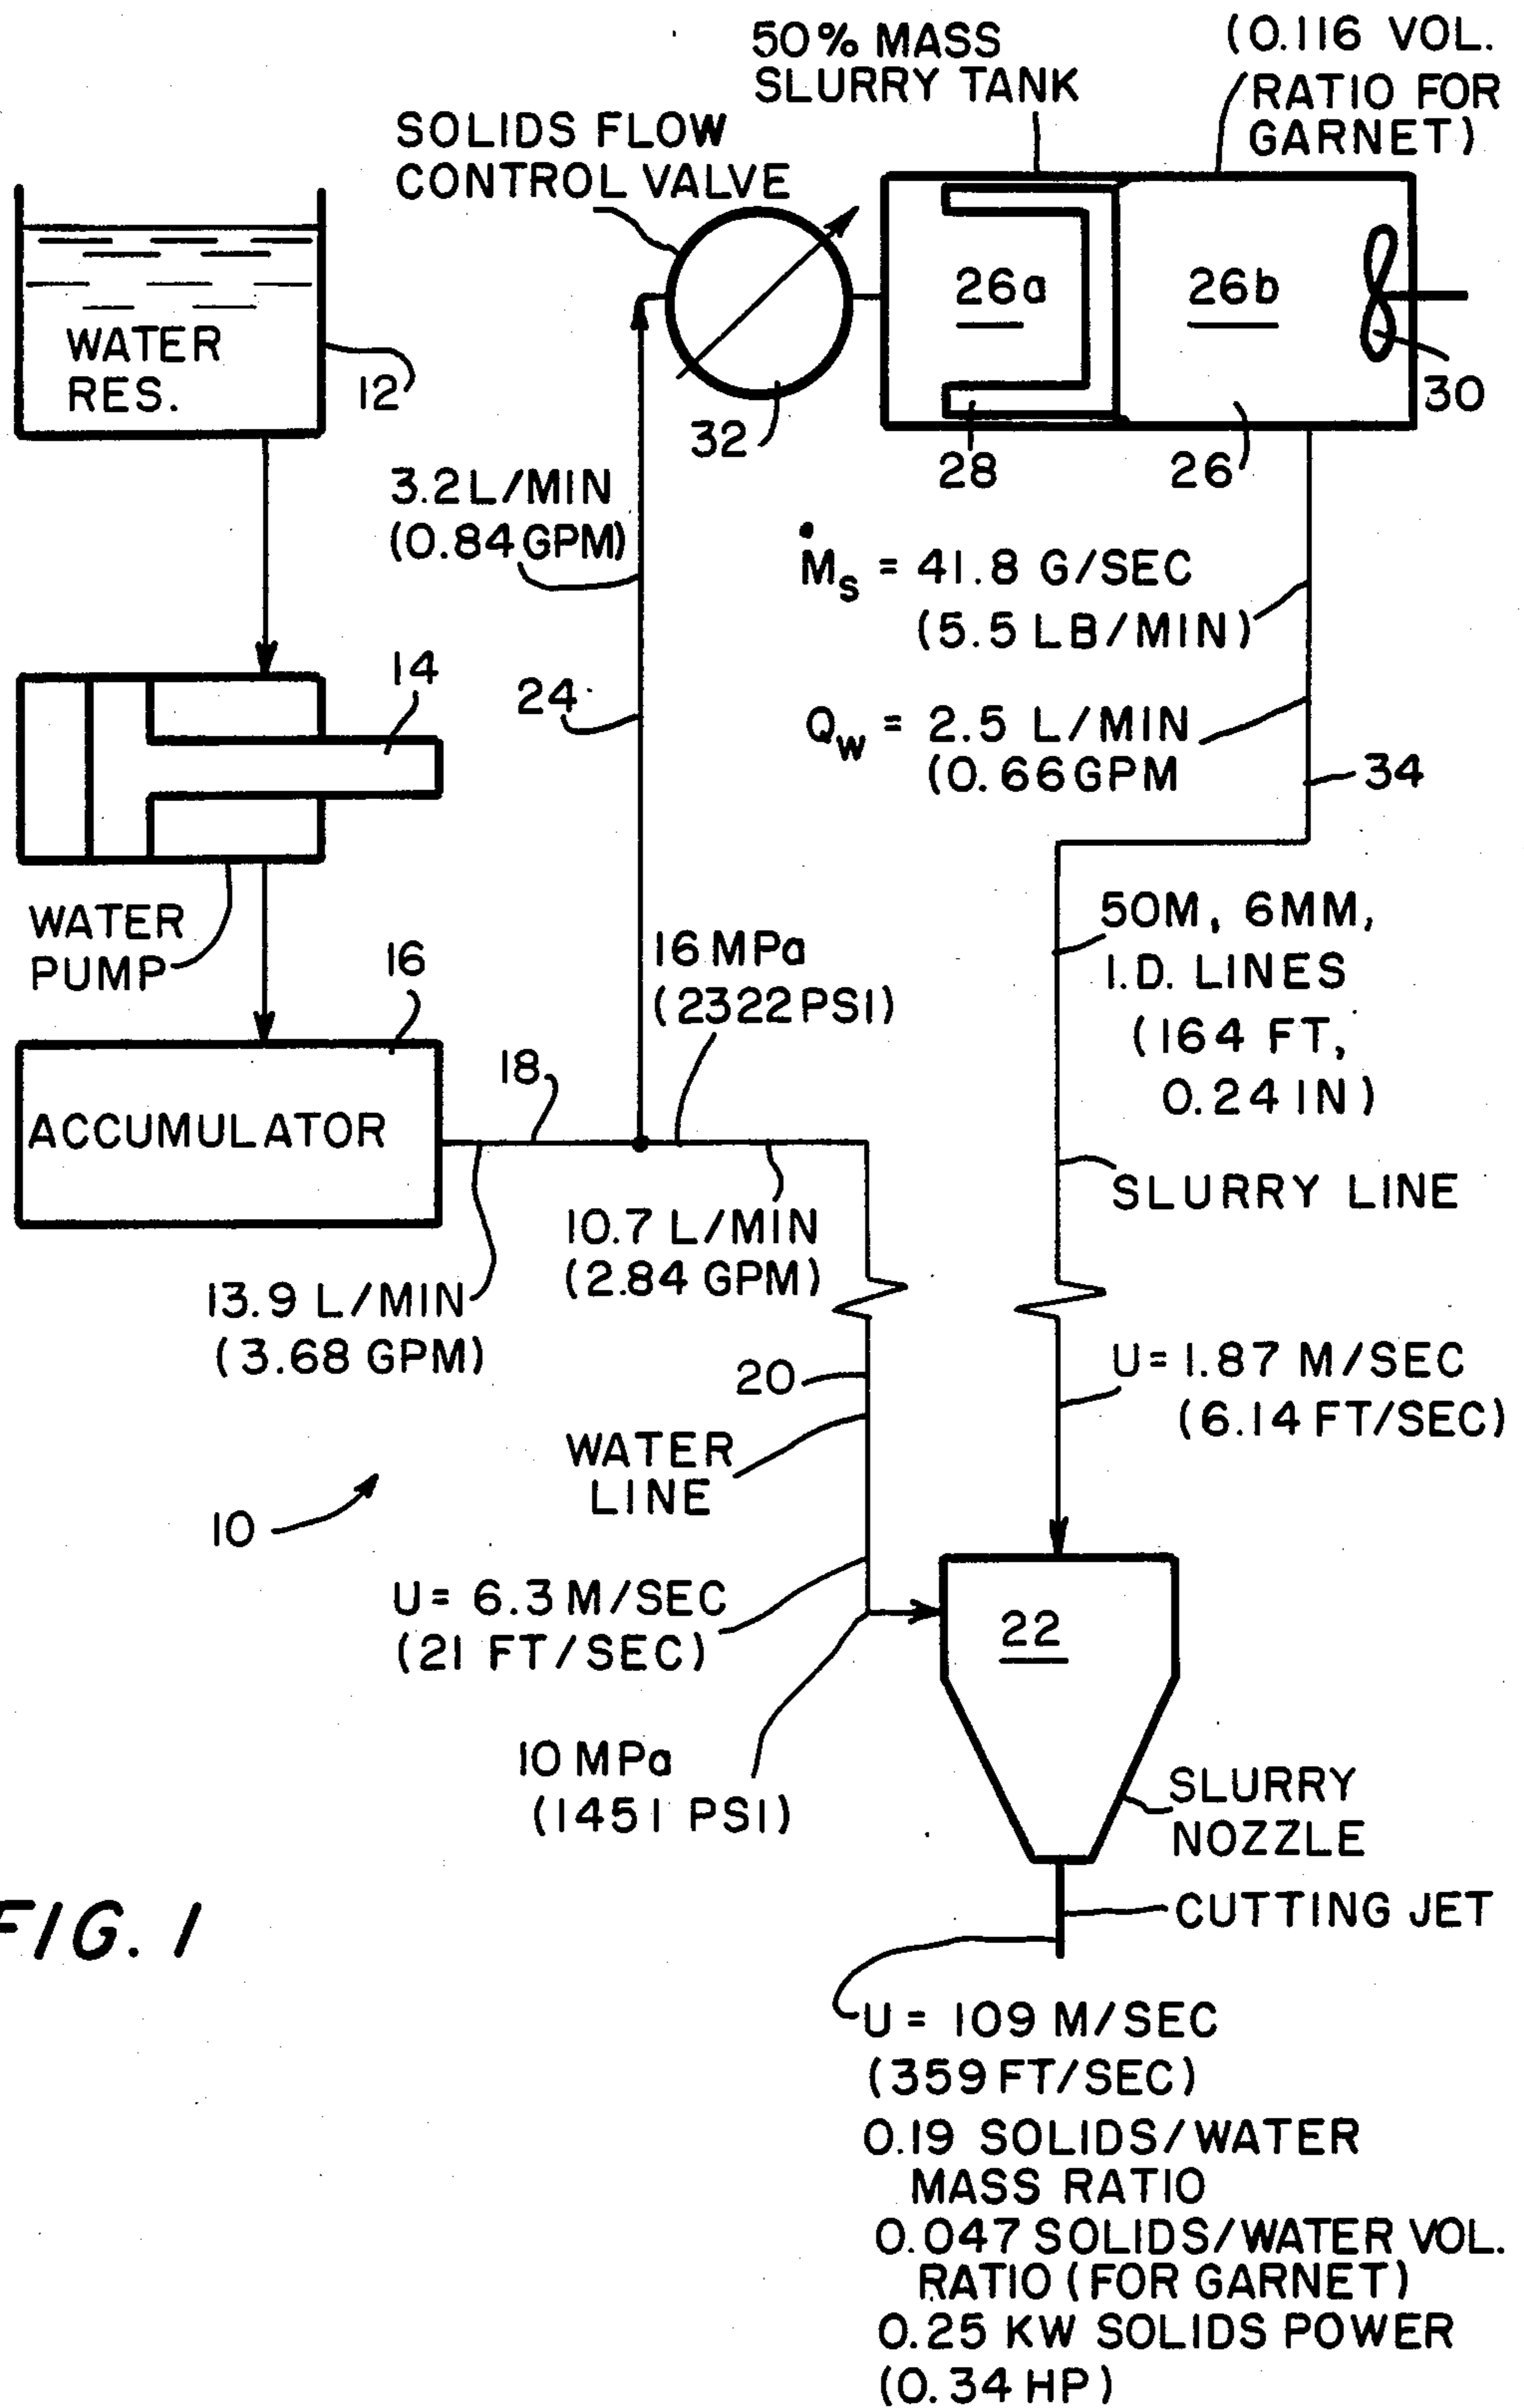 50% MASS
SLURRY TANK
(0.116 VOL.
RATIO FOR
GARNET)
SOLIDS FLOW
CONTROL VALVE
WATER
RES.
12
26a
26b
30
32
28
26
3.2 L/MIN
(0.84 GPM)
Ṁs = 41.8 G/SEC
(5.5 LB/MIN)
14
24
Qw = 2.5 L/MIN
(0.66 GPM
34
WATER
PUMP
16
16 MPa
(2322 PSI)
50M, 6MM,
I.D. LINES
(164 FT,
0.24 IN)
18
ACCUMULATOR
SLURRY LINE
10.7 L/MIN
(2.84 GPM)
13.9 L/MIN
(3.68 GPM)
20
U= 1.87 M/SEC
(6.14 FT/SEC)
WATER
LINE
10
U= 6.3 M/SEC
(21 FT/SEC)
22
10 MPa
(1451 PSI)
SLURRY
NOZZLE
FIG. 1
CUTTING JET
U = 109 M/SEC
(359 FT/SEC)
0.19 SOLIDS/WATER
MASS RATIO
0.047 SOLIDS/WATER VOL.
RATIO (FOR GARNET)
0.25 KW SOLIDS POWER
(0.34 HP)